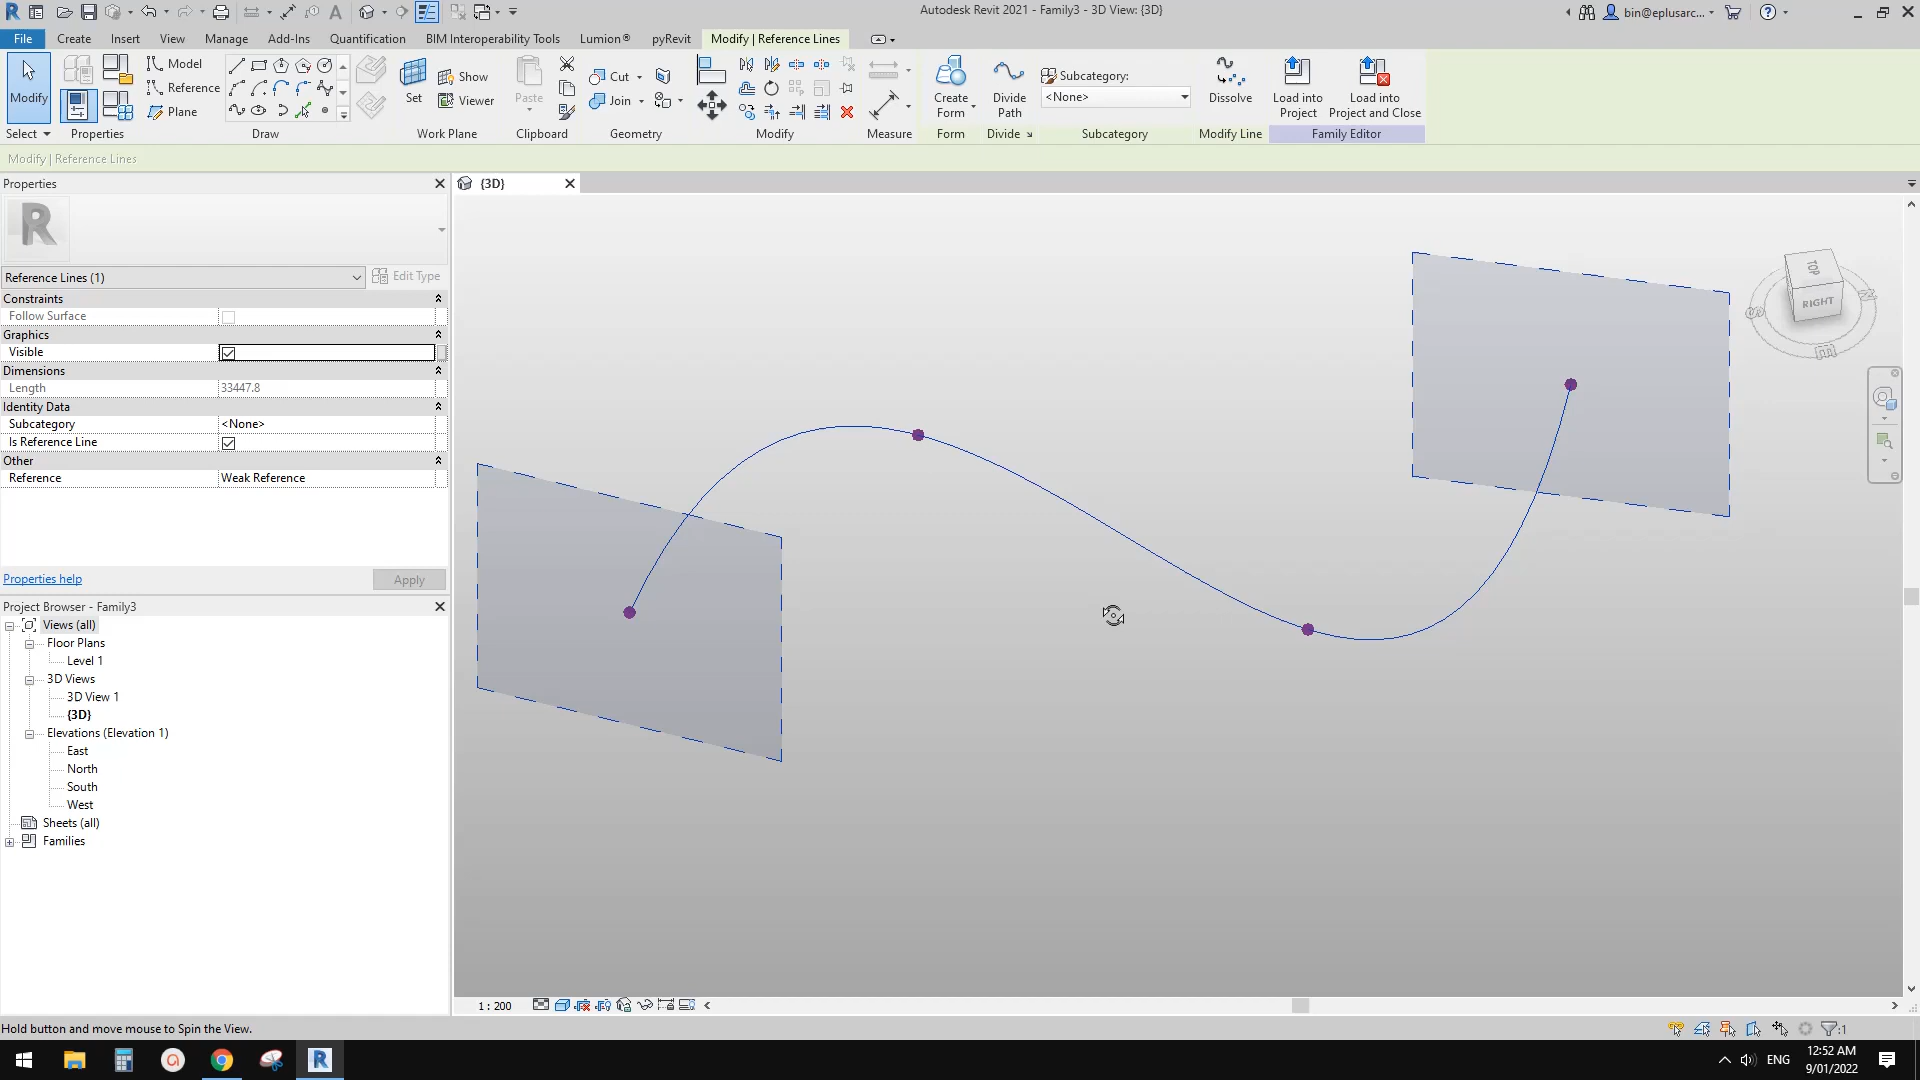 Autodesk Revit 2021 - Family3 - 3D View: {3D}
bin@eplusarc...
File Create Insert View Manage Add-Ins Quantification BIM Interoperability Tools Lumion® pyRevit Modify | Reference Lines
Modify
Select
Properties
Model
Reference
Plane
Draw
Set
Show
Viewer
Work Plane
Paste
Clipboard
Cut
Join
Geometry
Modify
Measure
Create Form
Form
Divide Path
Divide
Subcategory:
<None>
Subcategory
Dissolve
Modify Line
Load into Project
Load into Project and Close
Family Editor
Modify | Reference Lines
Properties
{3D}
R
Reference Lines (1)
Edit Type
Constraints
Follow Surface
Graphics
Visible
Dimensions
Length 33447.8
Identity Data
Subcategory <None>
Is Reference Line
Other
Reference Weak Reference
Properties help
Apply
Project Browser - Family3
Views (all)
Floor Plans
Level 1
3D Views
3D View 1
{3D}
Elevations (Elevation 1)
East
North
South
West
Sheets (all)
Families
TOP
RIGHT
S
E
N
1 : 200
Hold button and move mouse to Spin the View.
:1
ENG
12:52 AM
9/01/2022